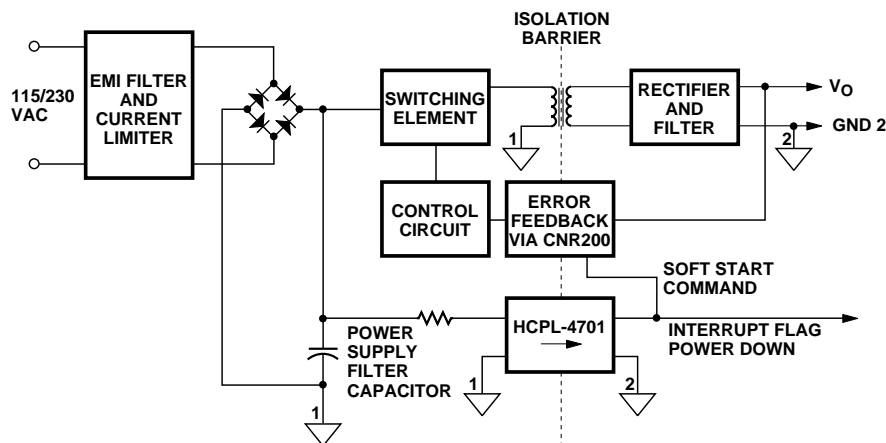 ISOLATION
BARRIER
115/230
VAC
EMI FILTER
AND
CURRENT
LIMITER
SWITCHING
ELEMENT
1
RECTIFIER
AND
FILTER
V_O
GND 2
2
CONTROL
CIRCUIT
ERROR
FEEDBACK
VIA CNR200
SOFT START
COMMAND
HCPL-4701
INTERRUPT FLAG
POWER DOWN
POWER
SUPPLY
FILTER
CAPACITOR
1
1
2